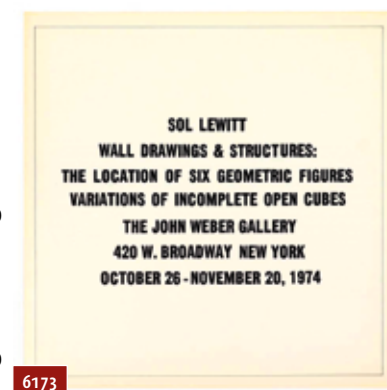 SOL LEWITT
WALL DRAWINGS & STRUCTURES:
THE LOCATION OF SIX GEOMETRIC FIGURES
VARIATIONS OF INCOMPLETE OPEN CUBES
THE JOHN WEBER GALLERY
420 W. BROADWAY NEW YORK
OCTOBER 26 - NOVEMBER 20, 1974
6173